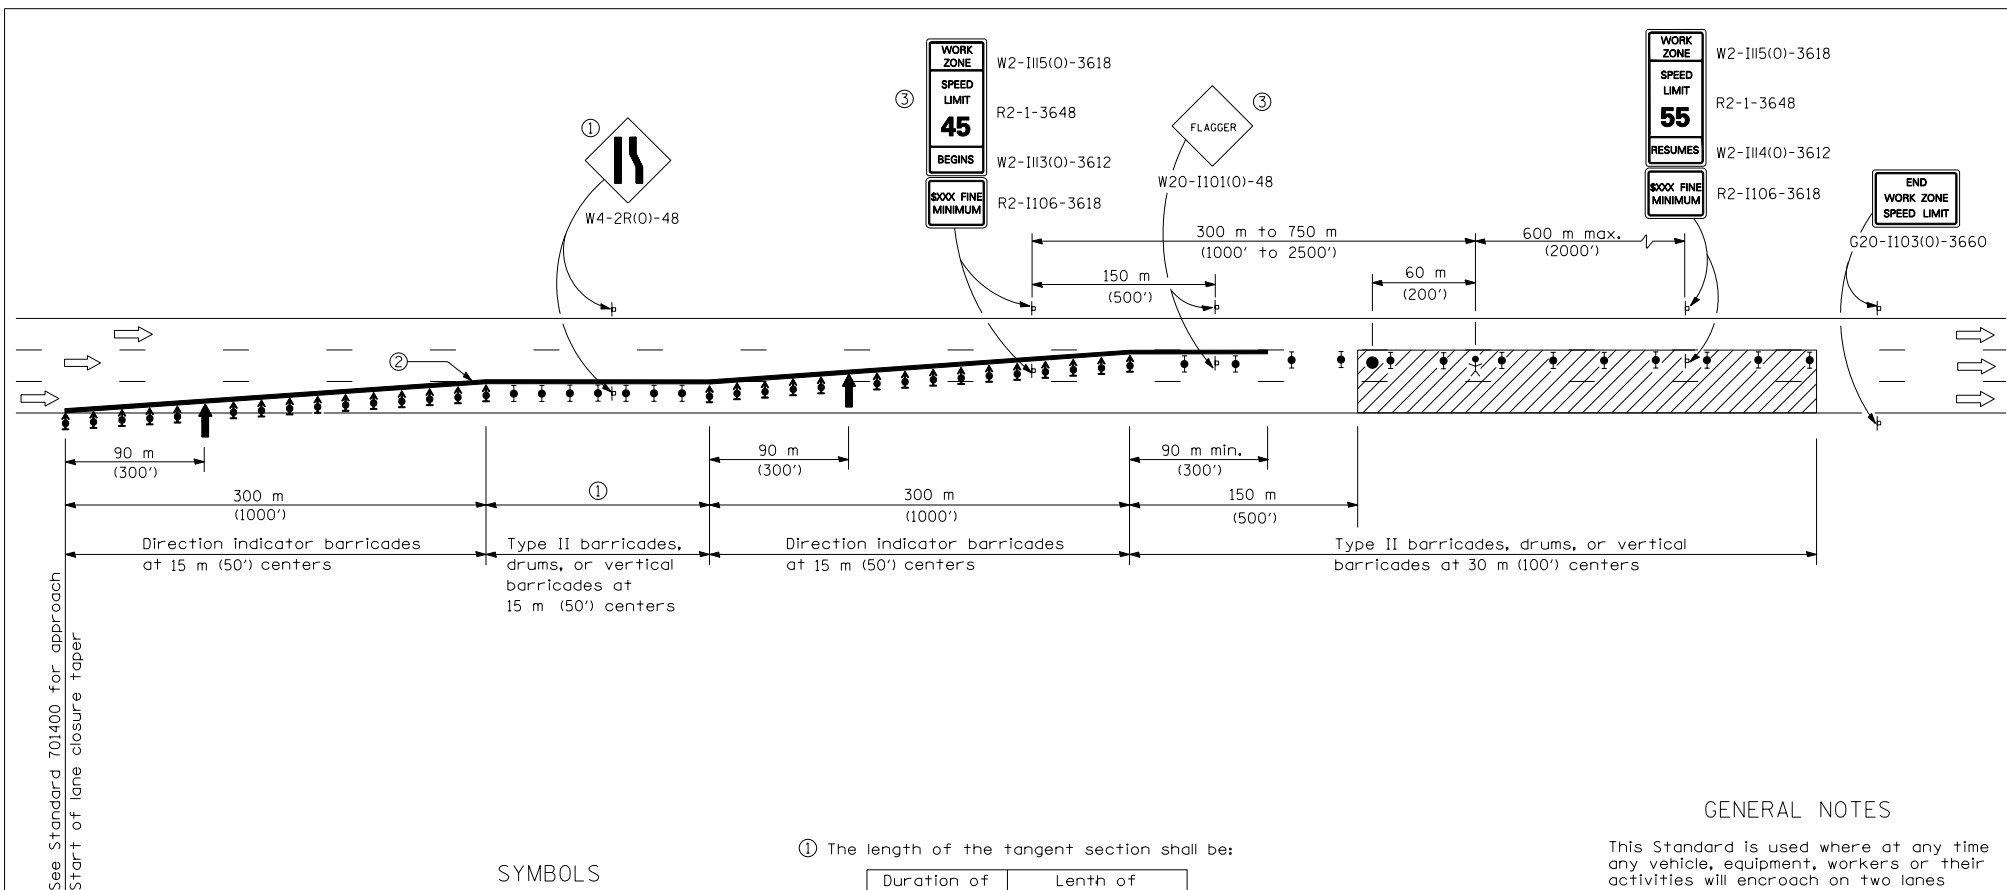 WORK
ZONE
SPEED
LIMIT
45
BEGINS
$XXX FINE
MINIMUM
W2-I115(O)-3618
R2-1-3648
W2-I113(O)-3612
R2-I106-3618
③
①
W4-2R(O)-48
FLAGGER
③
W20-I101(O)-48
WORK
ZONE
SPEED
LIMIT
55
RESUMES
$XXX FINE
MINIMUM
W2-I115(O)-3618
R2-1-3648
W2-I114(O)-3612
R2-I106-3618
END
WORK ZONE
SPEED LIMIT
G20-I103(O)-3660
300 m to 750 m
(1000' to 2500')
600 m max.
(2000')
150 m
(500')
60 m
(200')
②
90 m
(300')
90 m
(300')
90 m min.
(300')
300 m
(1000')
①
300 m
(1000')
150 m
(500')
Direction indicator barricades
at 15 m (50') centers
Type II barricades,
drums, or vertical
barricades at
15 m (50') centers
Direction indicator barricades
at 15 m (50') centers
Type II barricades, drums, or vertical
barricades at 30 m (100') centers
See Standard 701400 for approach
Start of lane closure taper
SYMBOLS
① The length of the tangent section shall be:
Duration of
Lenth of
GENERAL NOTES
This Standard is used where at any time
any vehicle, equipment, workers or their
activities will encroach on two lanes